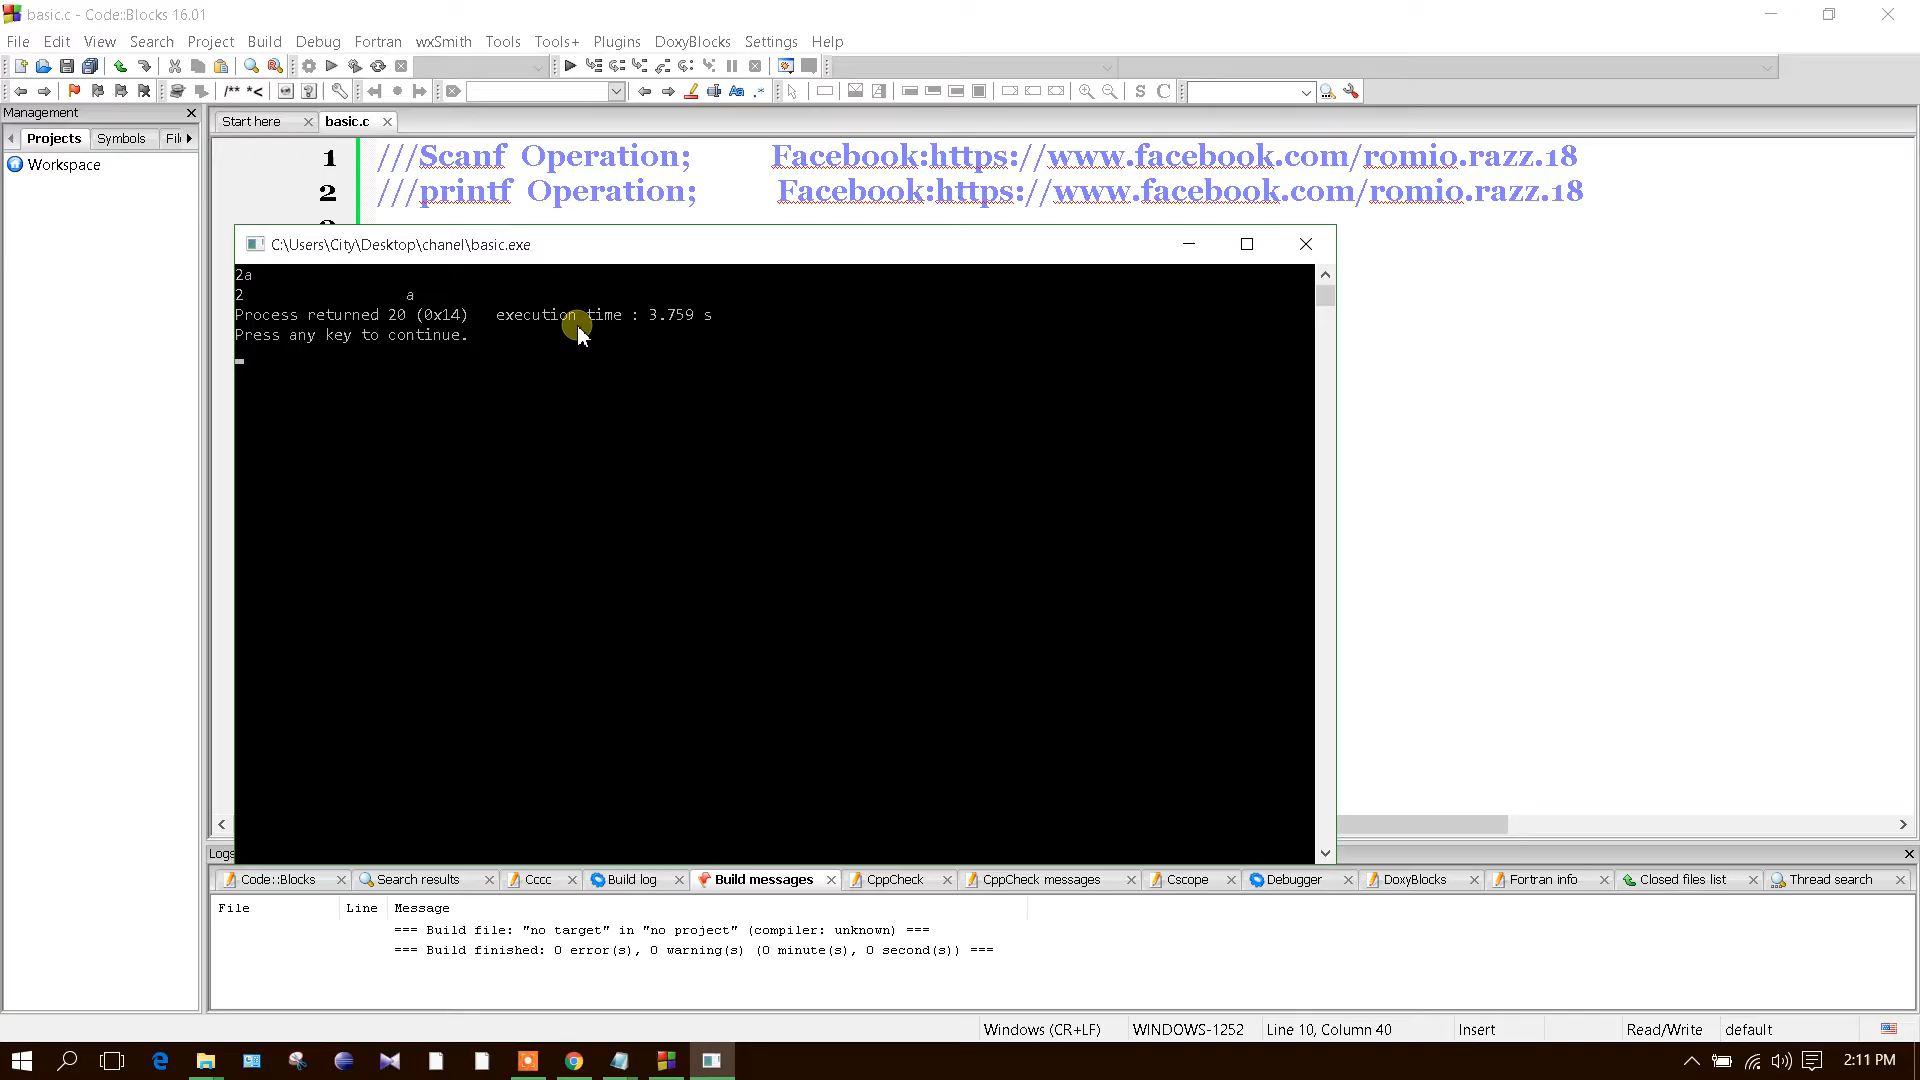 basic.c - Code::Blocks 16.01
File Edit View Search Project Build Debug Fortran wxSmith Tools Tools+ Plugins DoxyBlocks Settings Help
/** *<
Aa .*
S C
Management
Start here basic.c
Projects Symbols Fil
Workspace
1 ///Scanf Operation; Facebook:https://www.facebook.com/romio.razz.18
2 ///printf Operation; Facebook:https://www.facebook.com/romio.razz.18
C:\Users\City\Desktop\chanel\basic.exe
2a
2 a
Process returned 20 (0x14) execution time : 3.759 s
Press any key to continue.
Logs
Code::Blocks Search results Cccc Build log Build messages CppCheck CppCheck messages Cscope Debugger DoxyBlocks Fortran info Closed files list Thread search
File Line Message
=== Build file: "no target" in "no project" (compiler: unknown) ===
=== Build finished: 0 error(s), 0 warning(s) (0 minute(s), 0 second(s)) ===
Windows (CR+LF) WINDOWS-1252 Line 10, Column 40 Insert Read/Write default
2:11 PM